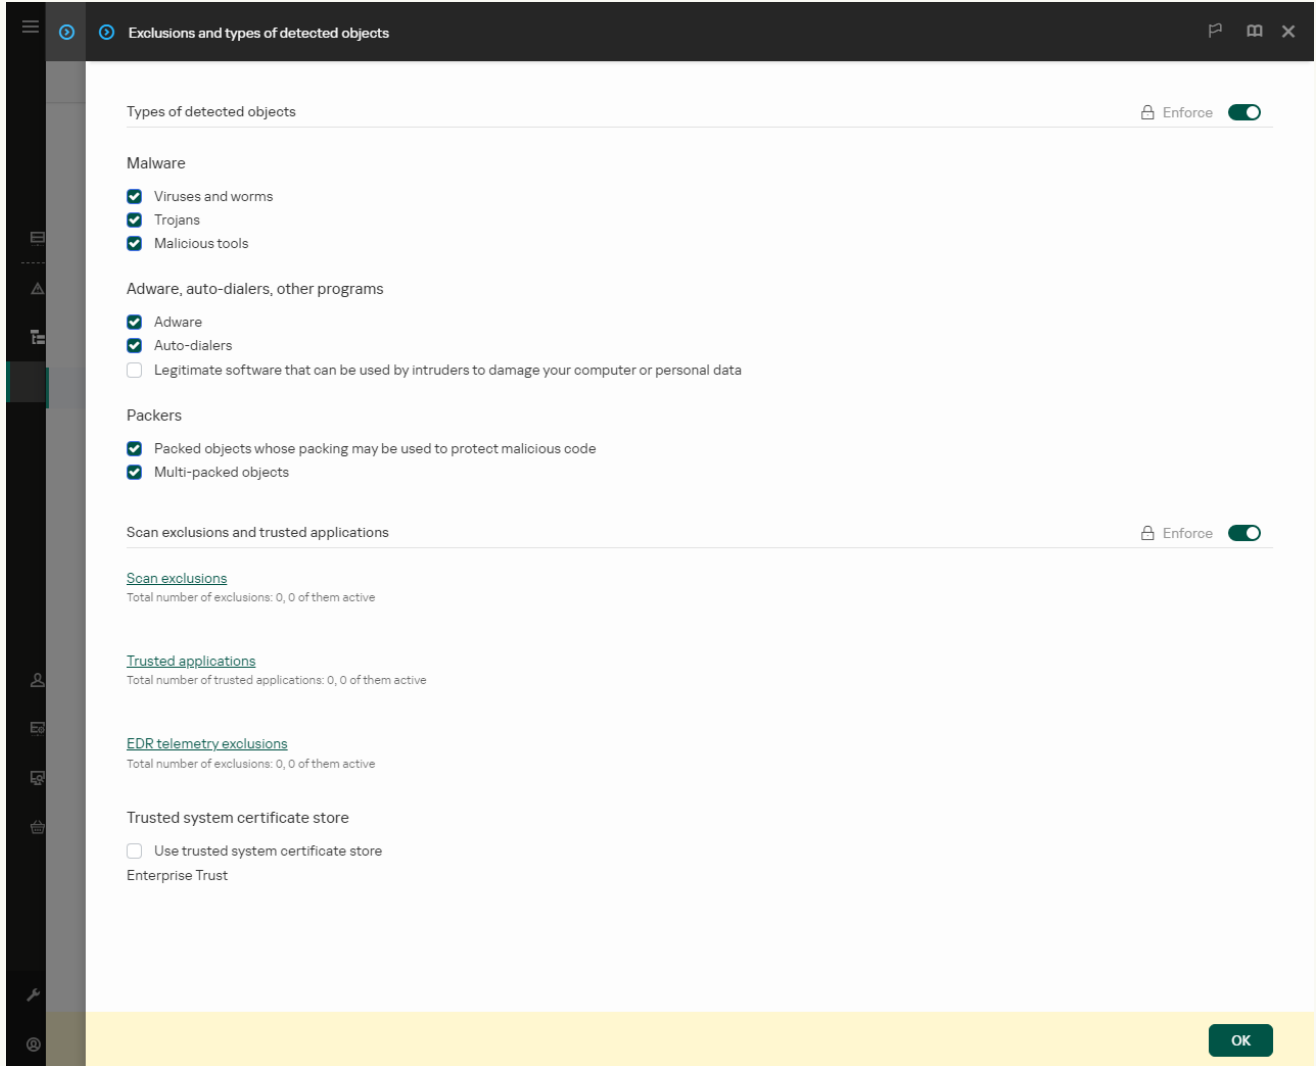 Exclusions and types of detected objects
Types of detected objects
Enforce
Malware
Viruses and worms
Trojans
Malicious tools
Adware, auto-dialers, other programs
Adware
Auto-dialers
Legitimate software that can be used by intruders to damage your computer or personal data
Packers
Packed objects whose packing may be used to protect malicious code
Multi-packed objects
Scan exclusions and trusted applications
Enforce
Scan exclusions
Total number of exclusions: 0, 0 of them active
Trusted applications
Total number of trusted applications: 0, 0 of them active
EDR telemetry exclusions
Total number of exclusions: 0, 0 of them active
Trusted system certificate store
Use trusted system certificate store
Enterprise Trust
OK